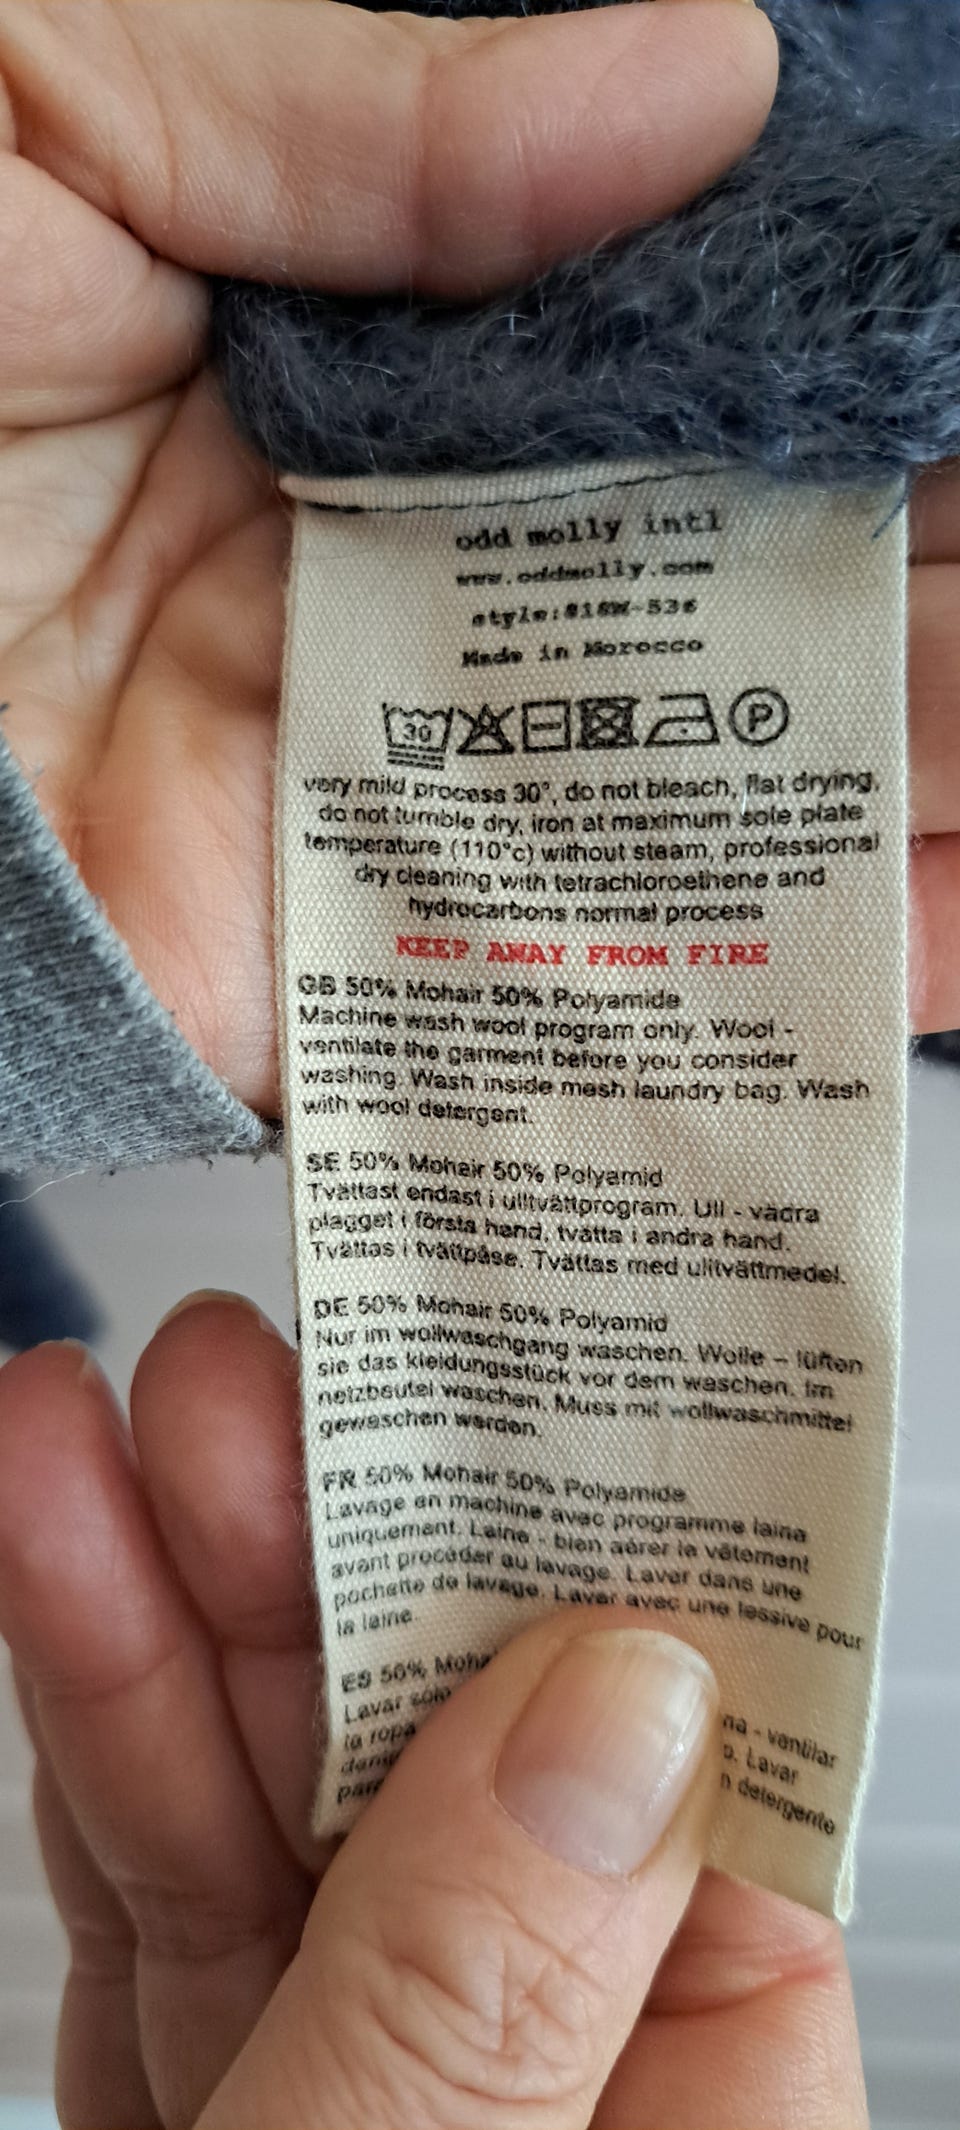 odd molly intl
www.oddmolly.com
style:#18W-536
Made in Morocco
30 P
very mild process 30°, do not bleach, flat drying,
do not tumble dry, iron at maximum sole plate
temperature (110°c) without steam, professional
dry cleaning with tetrachloroethene and
hydrocarbons normal process
KEEP AWAY FROM FIRE
GB 50% Mohair 50% Polyamide
Machine wash wool program only. Wool -
ventilate the garment before you consider
washing. Wash inside mesh laundry bag. Wash
with wool detergent.
SE 50% Mohair 50% Polyamid
Tvättast endast i ulltvättprogram. Ull - vädra
plagget i första hand, tvätta i andra hand.
Tvättas i tvättpåse. Tvättas med ulltvättmedel.
DE 50% Mohair 50% Polyamid
Nur im wollwaschgang waschen. Wolle – lüften
sie das kleidungsstück vor dem waschen. Im
netzbeutel waschen. Muss mit wollwaschmittel
gewaschen werden.
FR 50% Mohair 50% Polyamide
Lavage en machine avec programme laine
uniquement. Laine - bien aérer le vêtement
avant procéder au lavage. Laver dans une
pochette de lavage. Laver avec une lessive pour
la laine.
ES 50%
Lavar solo - ventilar
la ropa Lavar
detergente